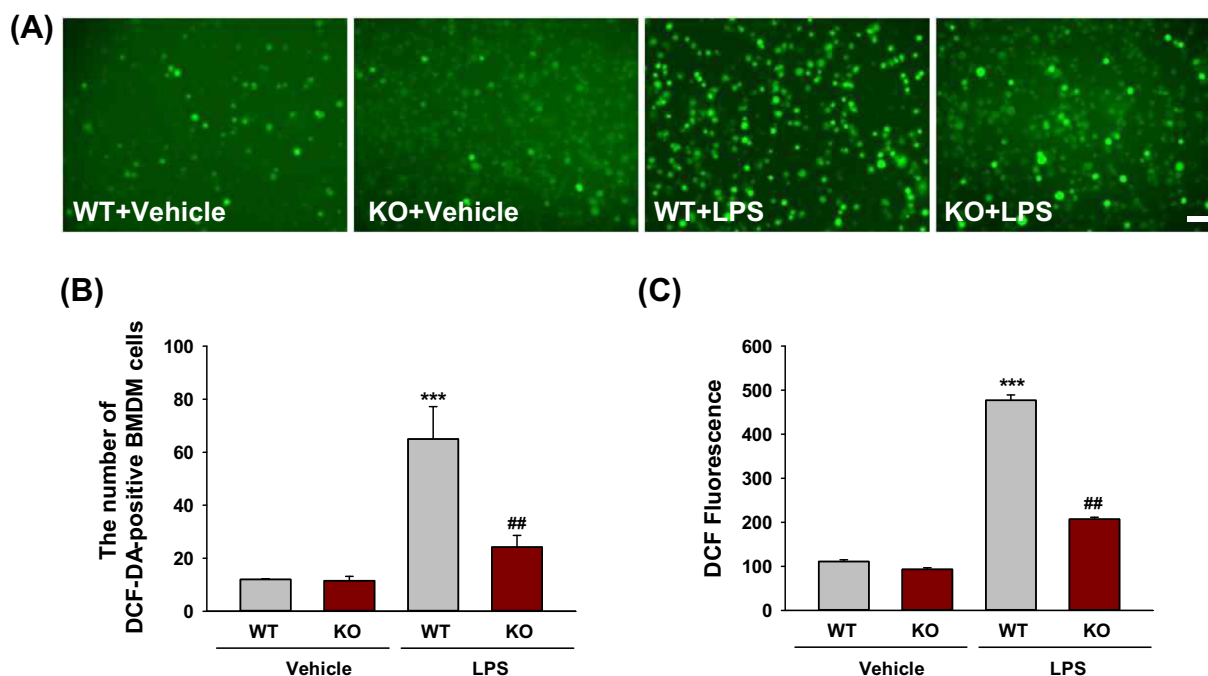 (A)
WT+Vehicle
KO+Vehicle
WT+LPS
KO+LPS
(B)
The number of
DCF-DA-positive BMDM cells
100
80
60
40
20
0
***
##
WT
KO
WT
KO
Vehicle
LPS
(C)
DCF Fluorescence
600
500
400
300
200
100
0
***
##
WT
KO
WT
KO
Vehicle
LPS